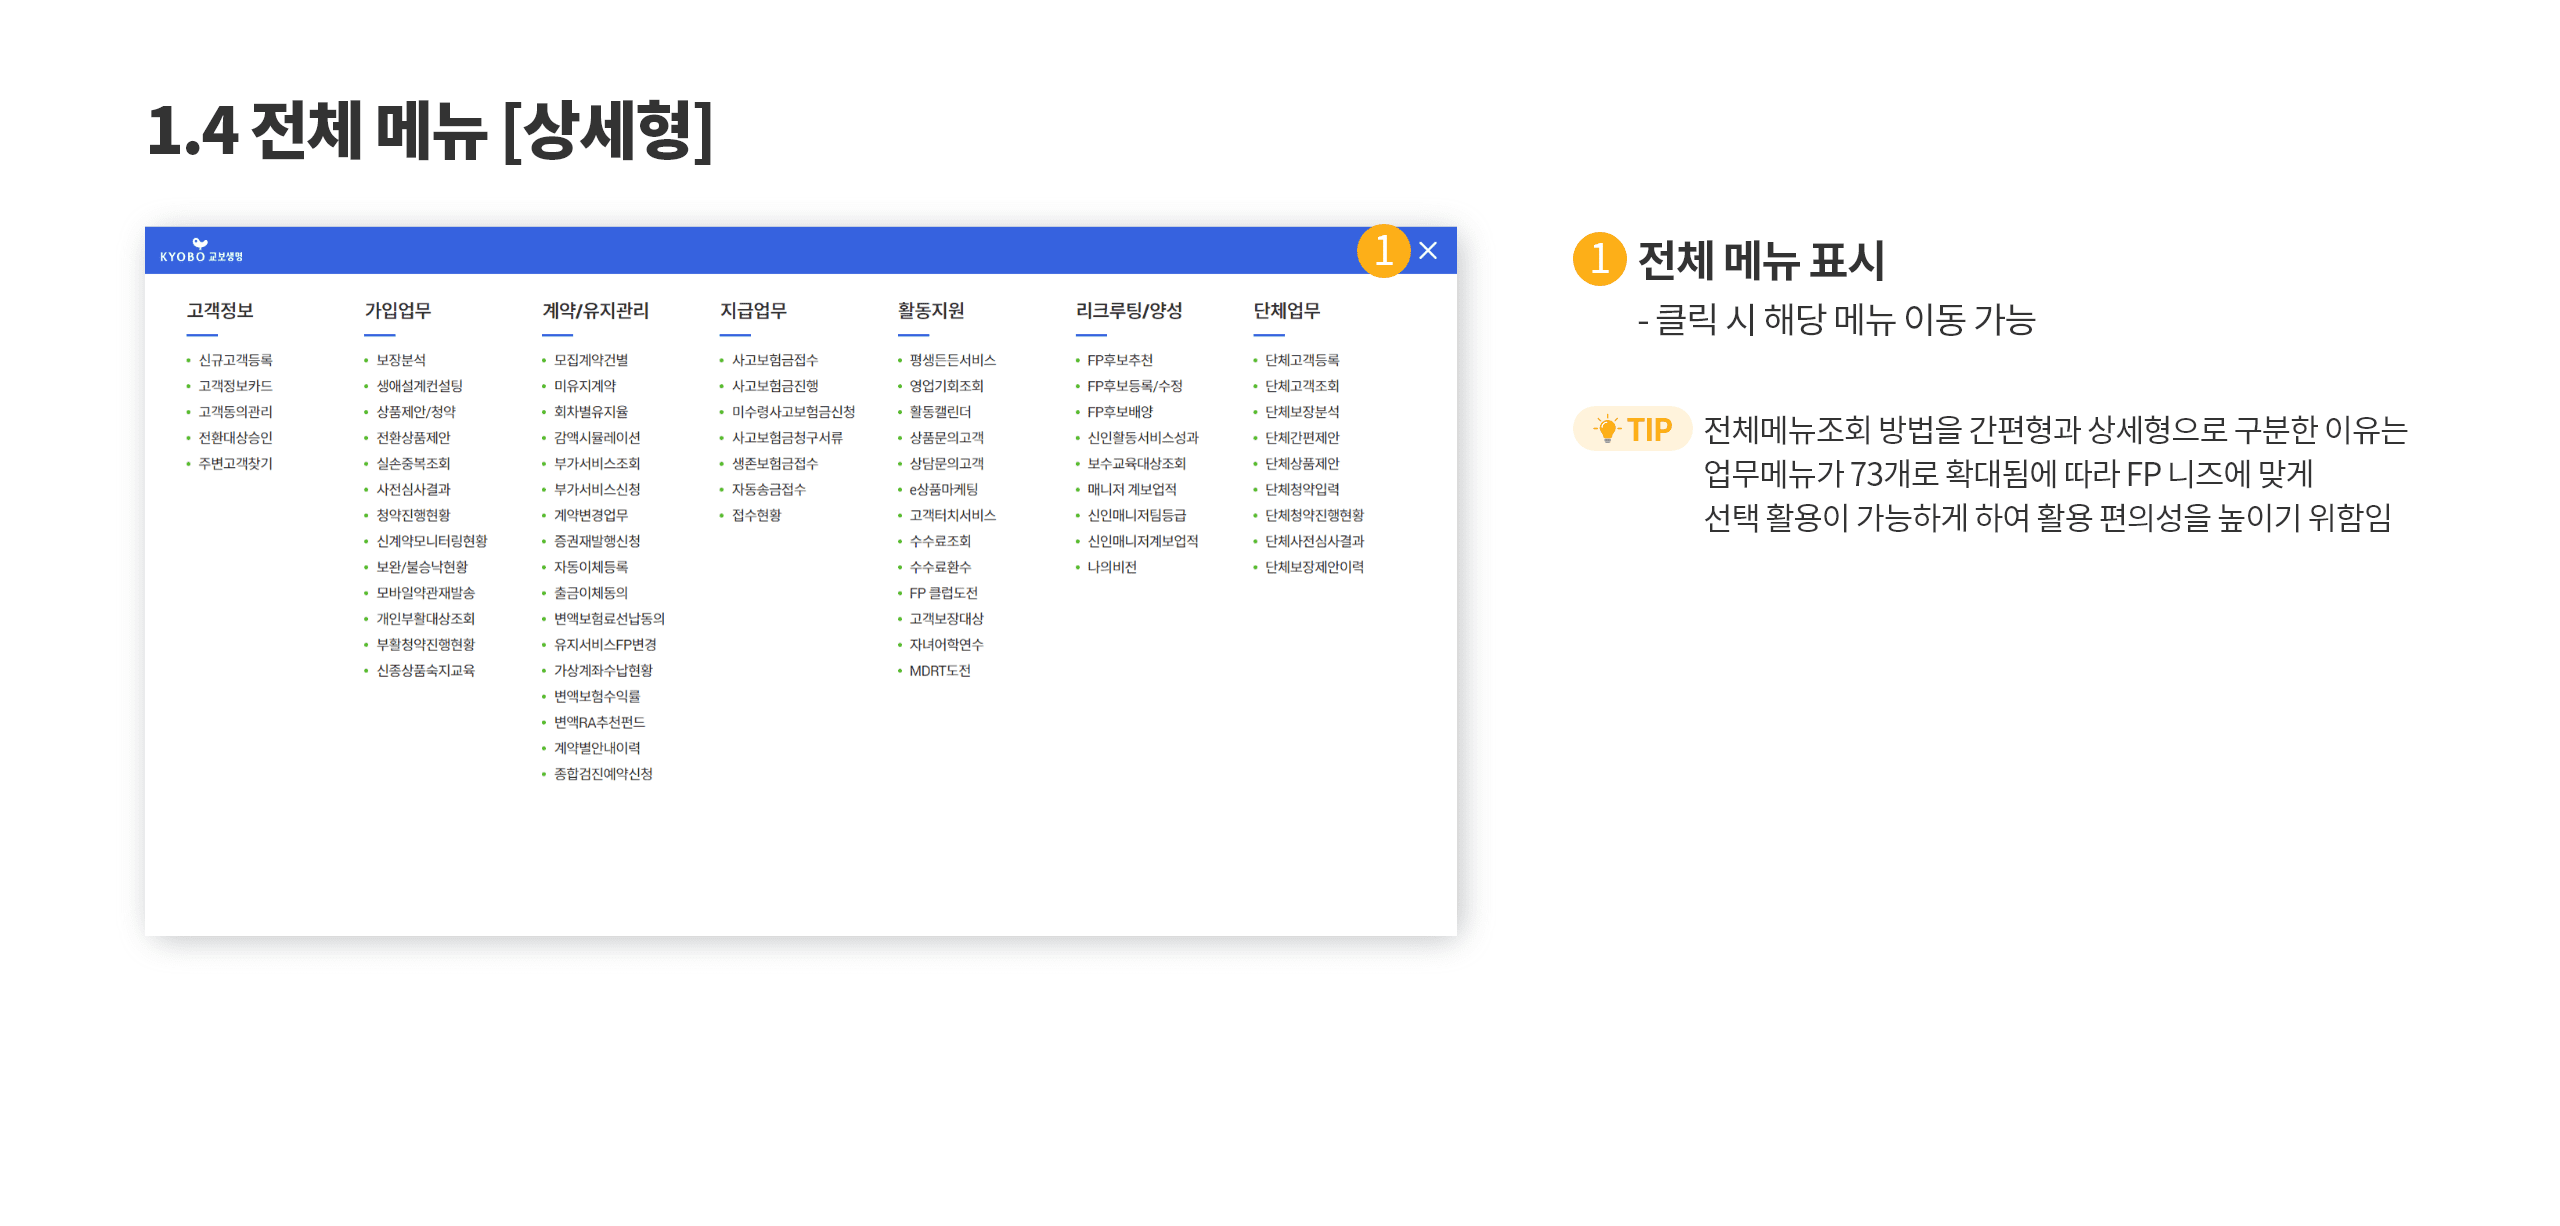 1.4 전체 메뉴 [상세형]
KYOBO 교보생명
1
고객정보
신규고객등록
고객정보카드
고객동의관리
전환대상승인
주변고객찾기
가입업무
보장분석
생애설계컨설팅
상품제안/청약
전환상품제안
실손중복조회
사전심사결과
청약진행현황
신계약모니터링현황
보완/불승낙현황
모바일약관재발송
개인부활대상조회
부활청약진행현황
신종상품숙지교육
계약/유지관리
모집계약건별
미유지계약
회차별유지율
감액시뮬레이션
부가서비스조회
부가서비스신청
계약변경업무
증권재발행신청
자동이체등록
출금이체동의
변액보험료선납동의
유지서비스FP변경
가상계좌수납현황
변액보험수익률
변액RA추천펀드
계약별안내이력
종합검진예약신청
지급업무
사고보험금접수
사고보험금진행
미수령사고보험금신청
사고보험금청구서류
생존보험금접수
자동송금접수
접수현황
활동지원
평생든든서비스
영업기회조회
활동캘린더
상품문의고객
상담문의고객
e상품마케팅
고객터치서비스
수수료조회
수수료환수
FP 클럽도전
고객보장대상
자녀어학연수
MDRT도전
리크루팅/양성
FP후보추천
FP후보등록/수정
FP후보배양
신인활동서비스성과
보수교육대상조회
매니저 계보업적
신인매니저팀등급
신인매니저계보업적
나의비전
단체업무
단체고객등록
단체고객조회
단체보장분석
단체간편제안
단체상품제안
단체청약입력
단체청약진행현황
단체사전심사결과
단체보장제안이력
1 전체 메뉴 표시
- 클릭 시 해당 메뉴 이동 가능
TIP 전체메뉴조회 방법을 간편형과 상세형으로 구분한 이유는
업무메뉴가 73개로 확대됨에 따라 FP 니즈에 맞게
선택 활용이 가능하게 하여 활용 편의성을 높이기 위함임